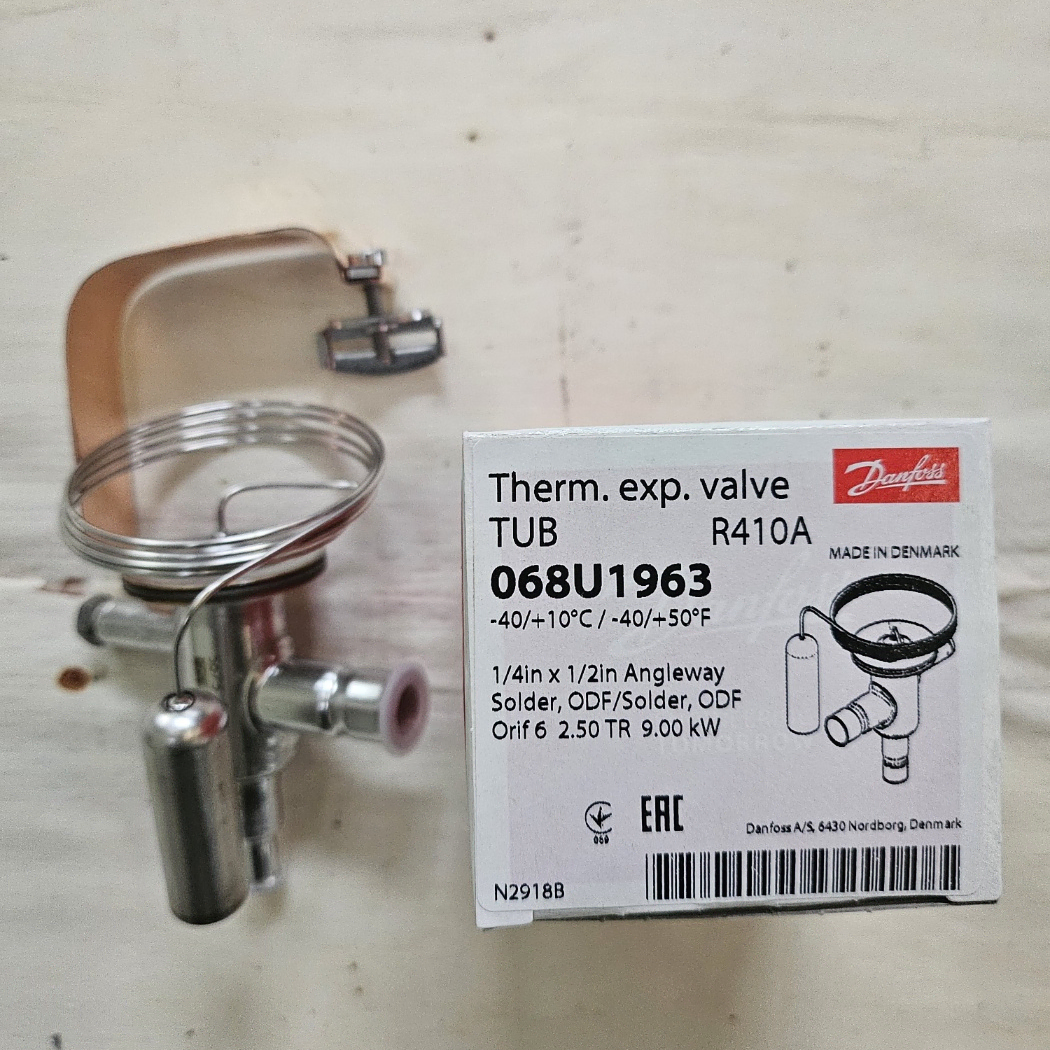 Therm. exp. valve
Danfoss
TUB R410A
MADE IN DENMARK
068U1963
-40/+10°C / -40/+50°F
1/4in x 1/2in Angleway
Solder, ODF/Solder, ODF
Orif 6 2.50 TR 9.00 kW
TOMORROW
EAC
Danfoss A/S, 6430 Nordborg, Denmark
N2918B